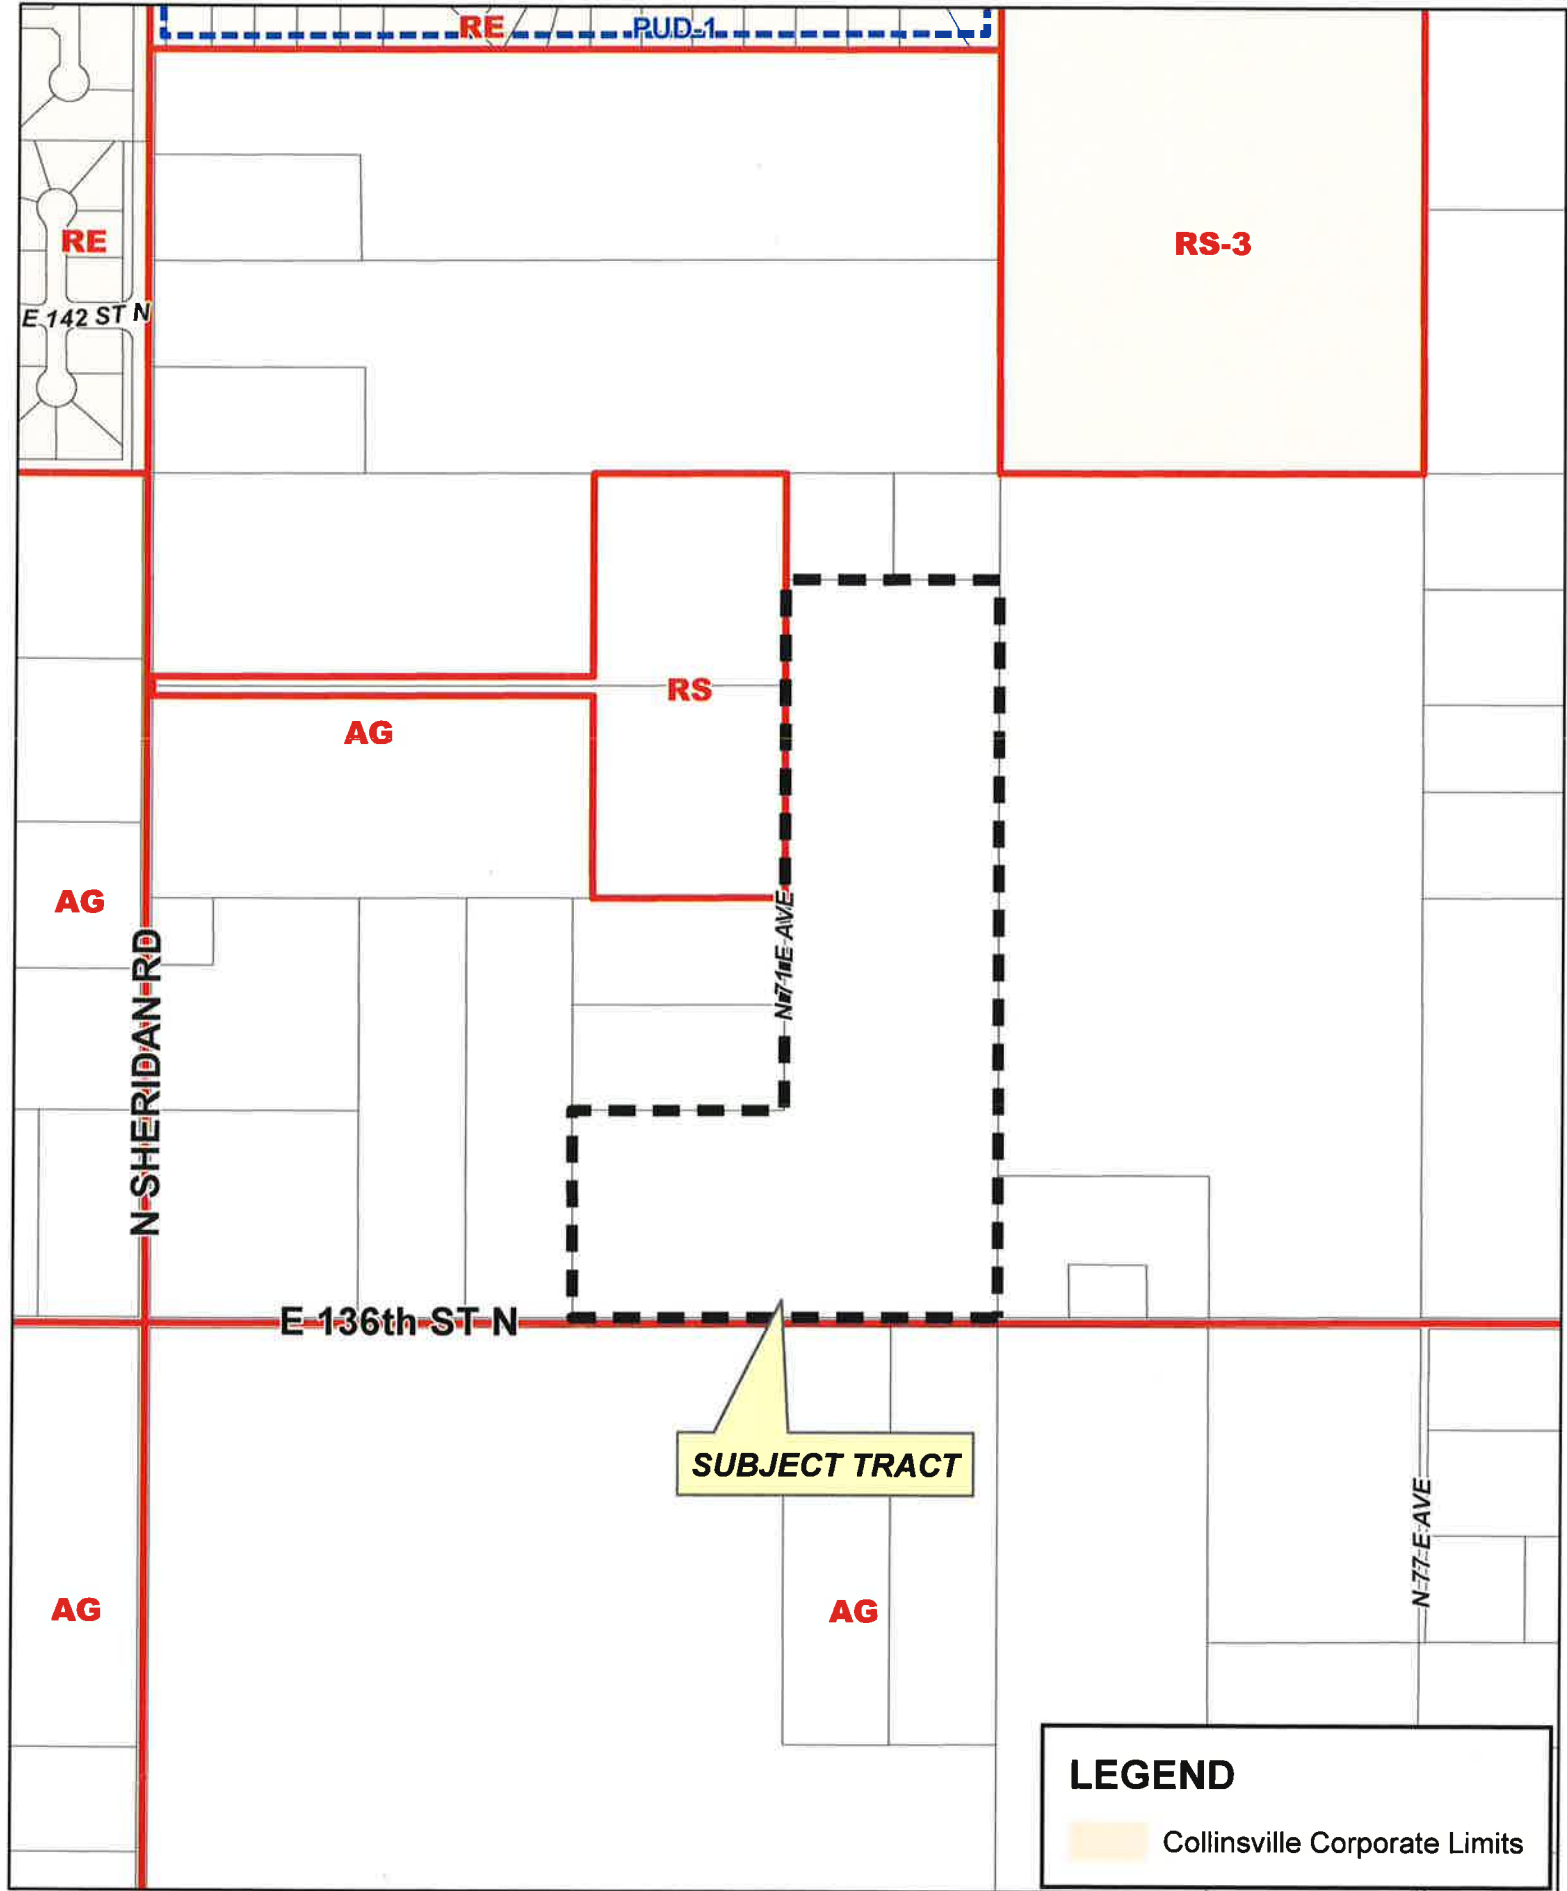 RE
PUD-1
RE
RS-3
E 142 ST N
RS
AG
AG
N 71 E AVE
N SHERIDAN RD
E 136th ST N
SUBJECT TRACT
N 77 E AVE
AG
AG
LEGEND
Collinsville Corporate Limits